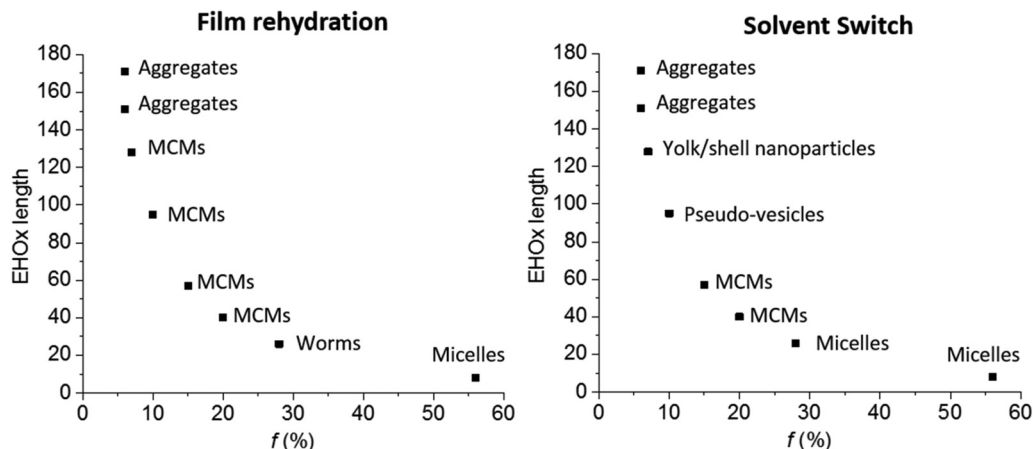 Film rehydration
EHOx length
180
160
140
120
100
80
60
40
20
0
Aggregates
Aggregates
MCMs
MCMs
MCMs
MCMs
Worms
Micelles
0 10 20 30 40 50 60
f (%)
Solvent Switch
EHOx length
180
160
140
120
100
80
60
40
20
0
Aggregates
Aggregates
Yolk/shell nanoparticles
Pseudo-vesicles
MCMs
MCMs
Micelles
Micelles
0 10 20 30 40 50 60
f (%)